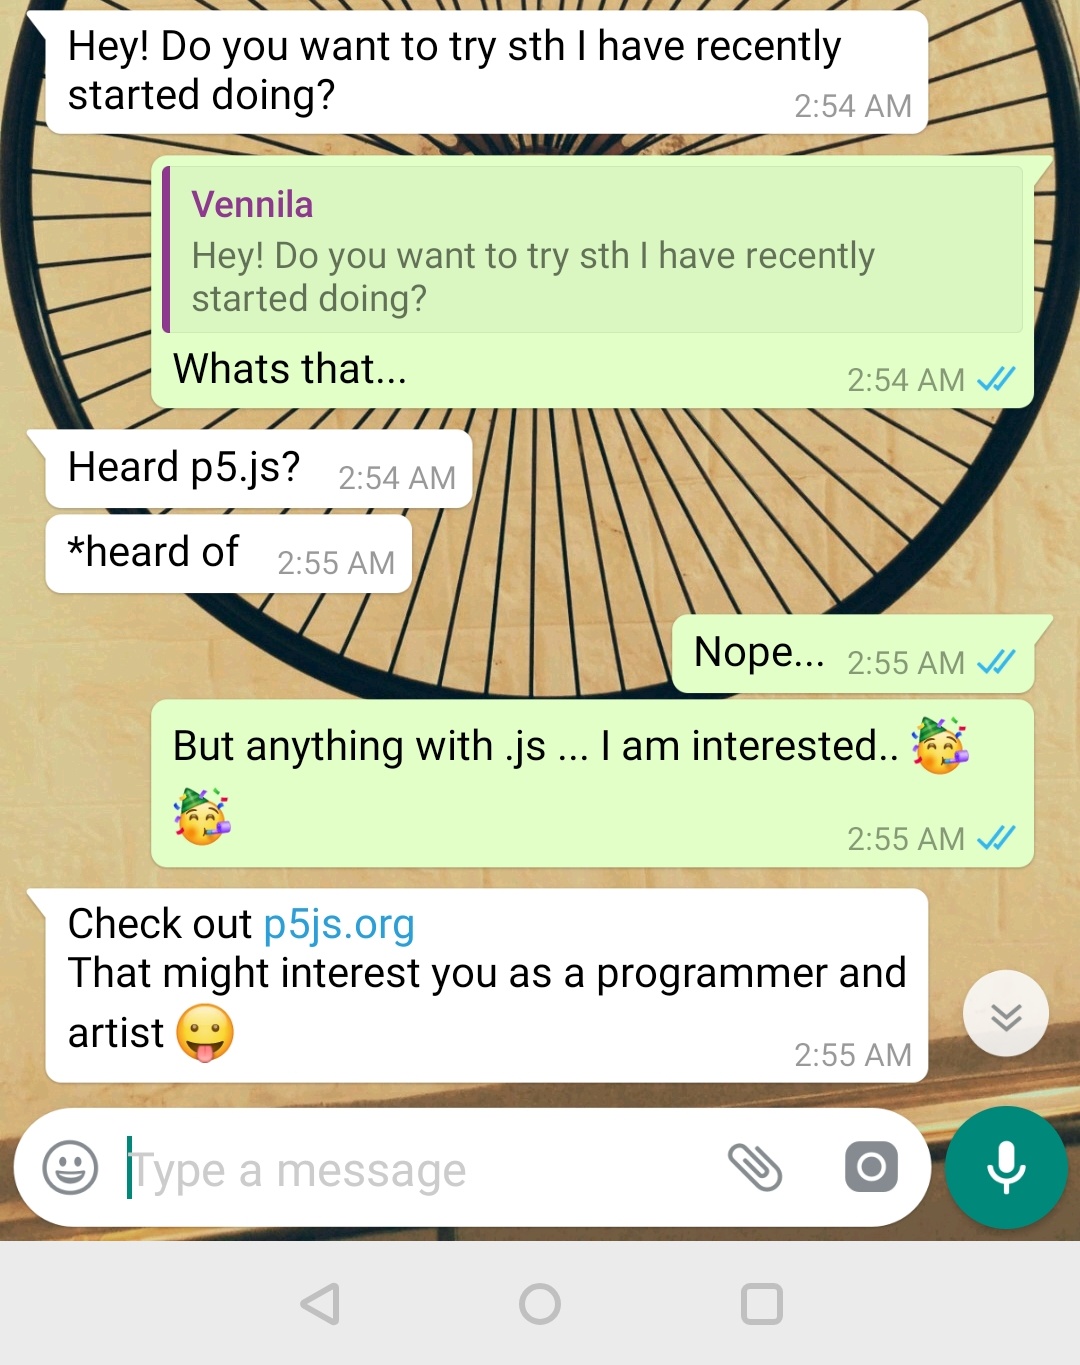 Hey! Do you want to try sth I have recently
started doing?
2:54 AM
Vennila
Hey! Do you want to try sth I have recently
started doing?
Whats that...
2:54 AM
Heard p5.js? 2:54 AM
*heard of 2:55 AM
Nope... 2:55 AM
But anything with .js ... I am interested.. 🥳
🥳
2:55 AM
Check out p5js.org
That might interest you as a programmer and
artist 😛
2:55 AM
Type a message